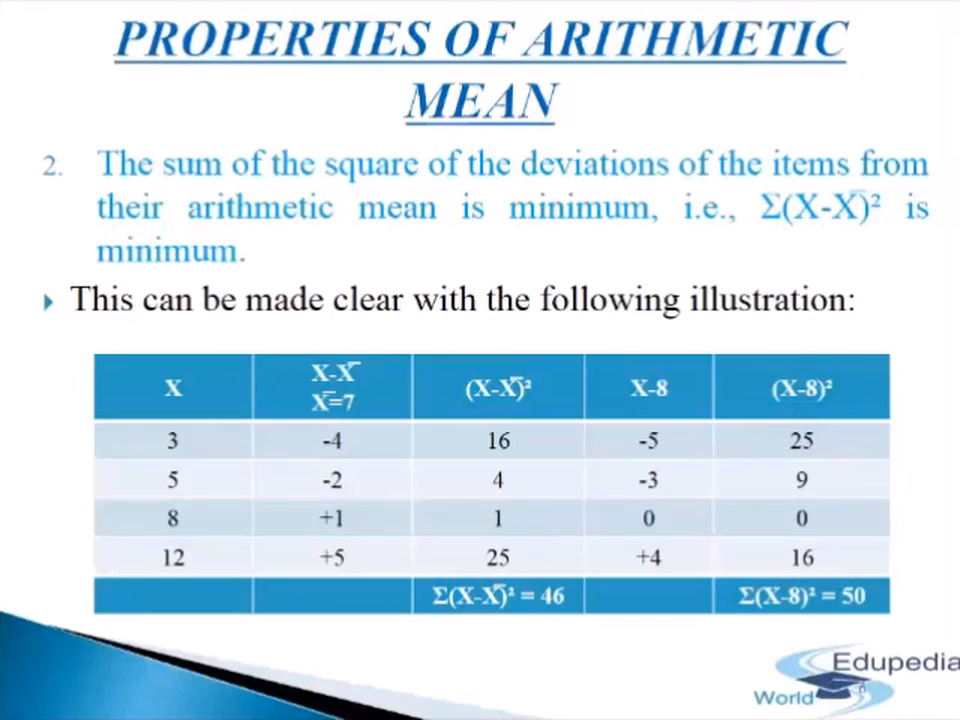 PROPERTIES OF ARITHMETIC
MEAN
2. The sum of the square of the deviations of the items from
their arithmetic mean is minimum, i.e., Σ(X-X̅)² is
minimum.
This can be made clear with the following illustration:
X X-X̅ X̅=7 (X-X̅)² X-8 (X-8)²
3 -4 16 -5 25
5 -2 4 -3 9
8 +1 1 0 0
12 +5 25 +4 16
Σ(X-X̅)² = 46 Σ(X-8)² = 50
Edupedia
World